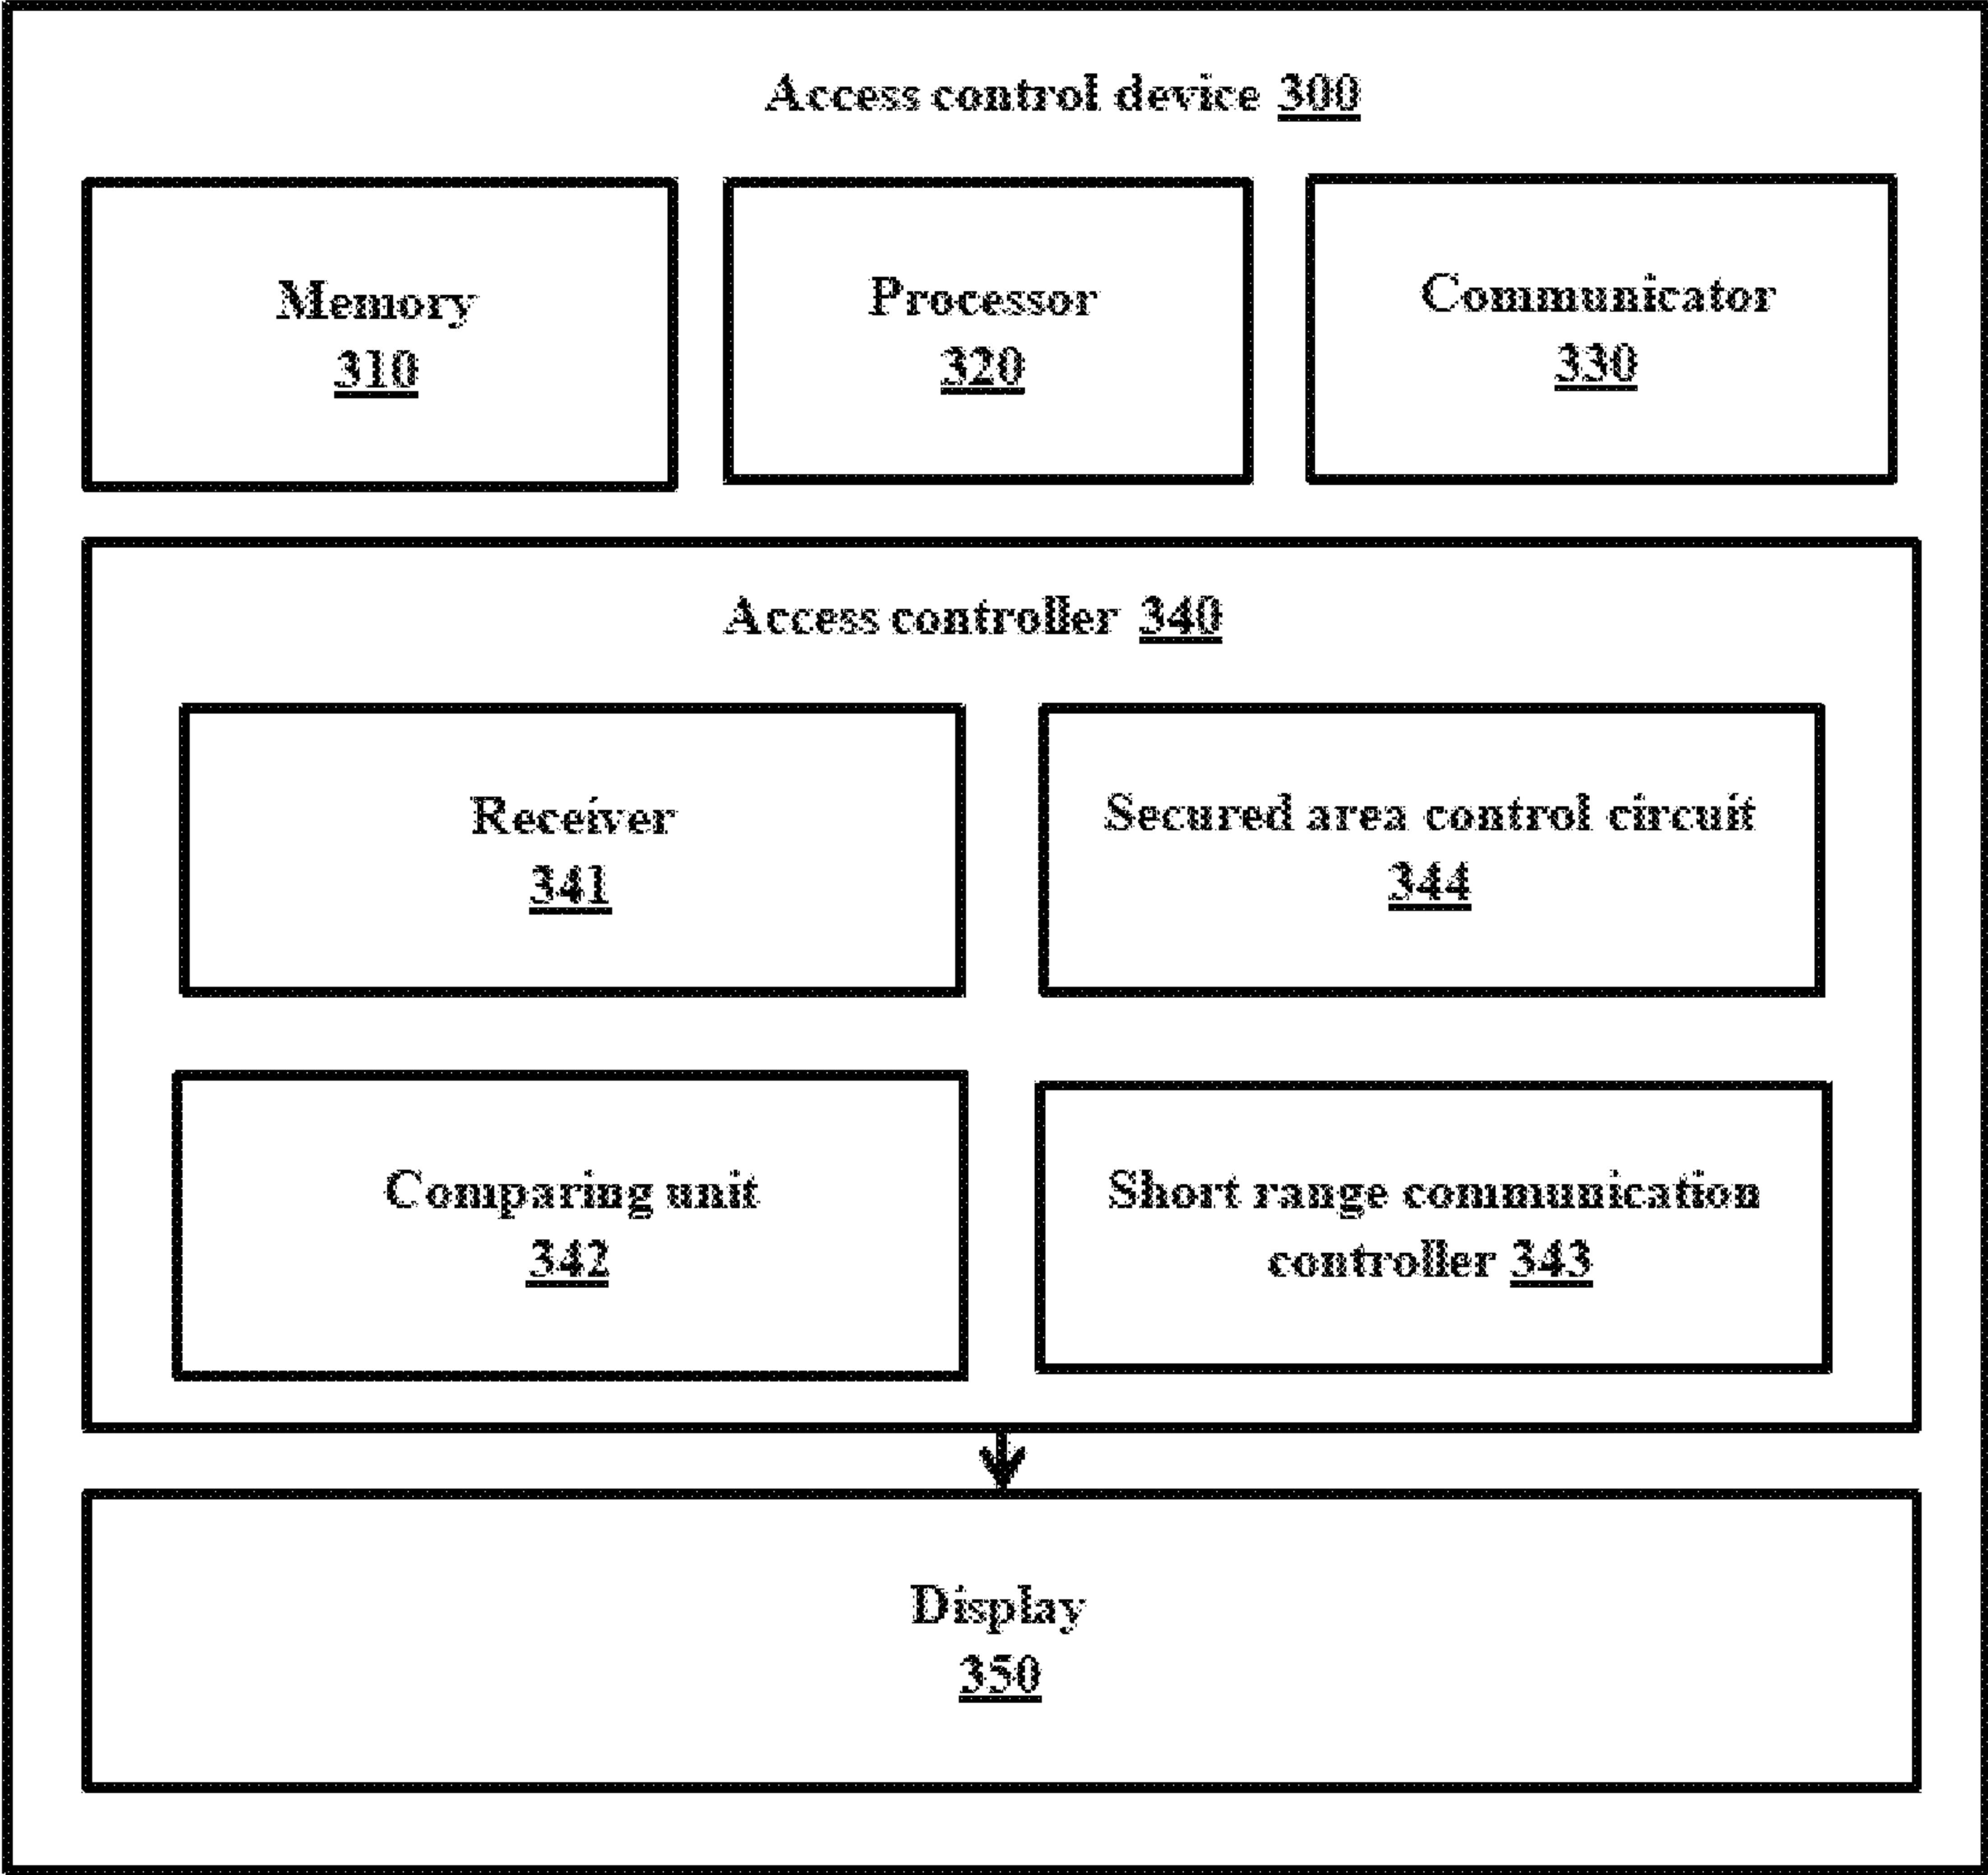 Access control device 300
Memory
310
Processor
320
Communicator
330
Access controller 340
Receiver
341
Secured area control circuit
344
Comparing unit
342
Short range communication
controller 343
Display
350